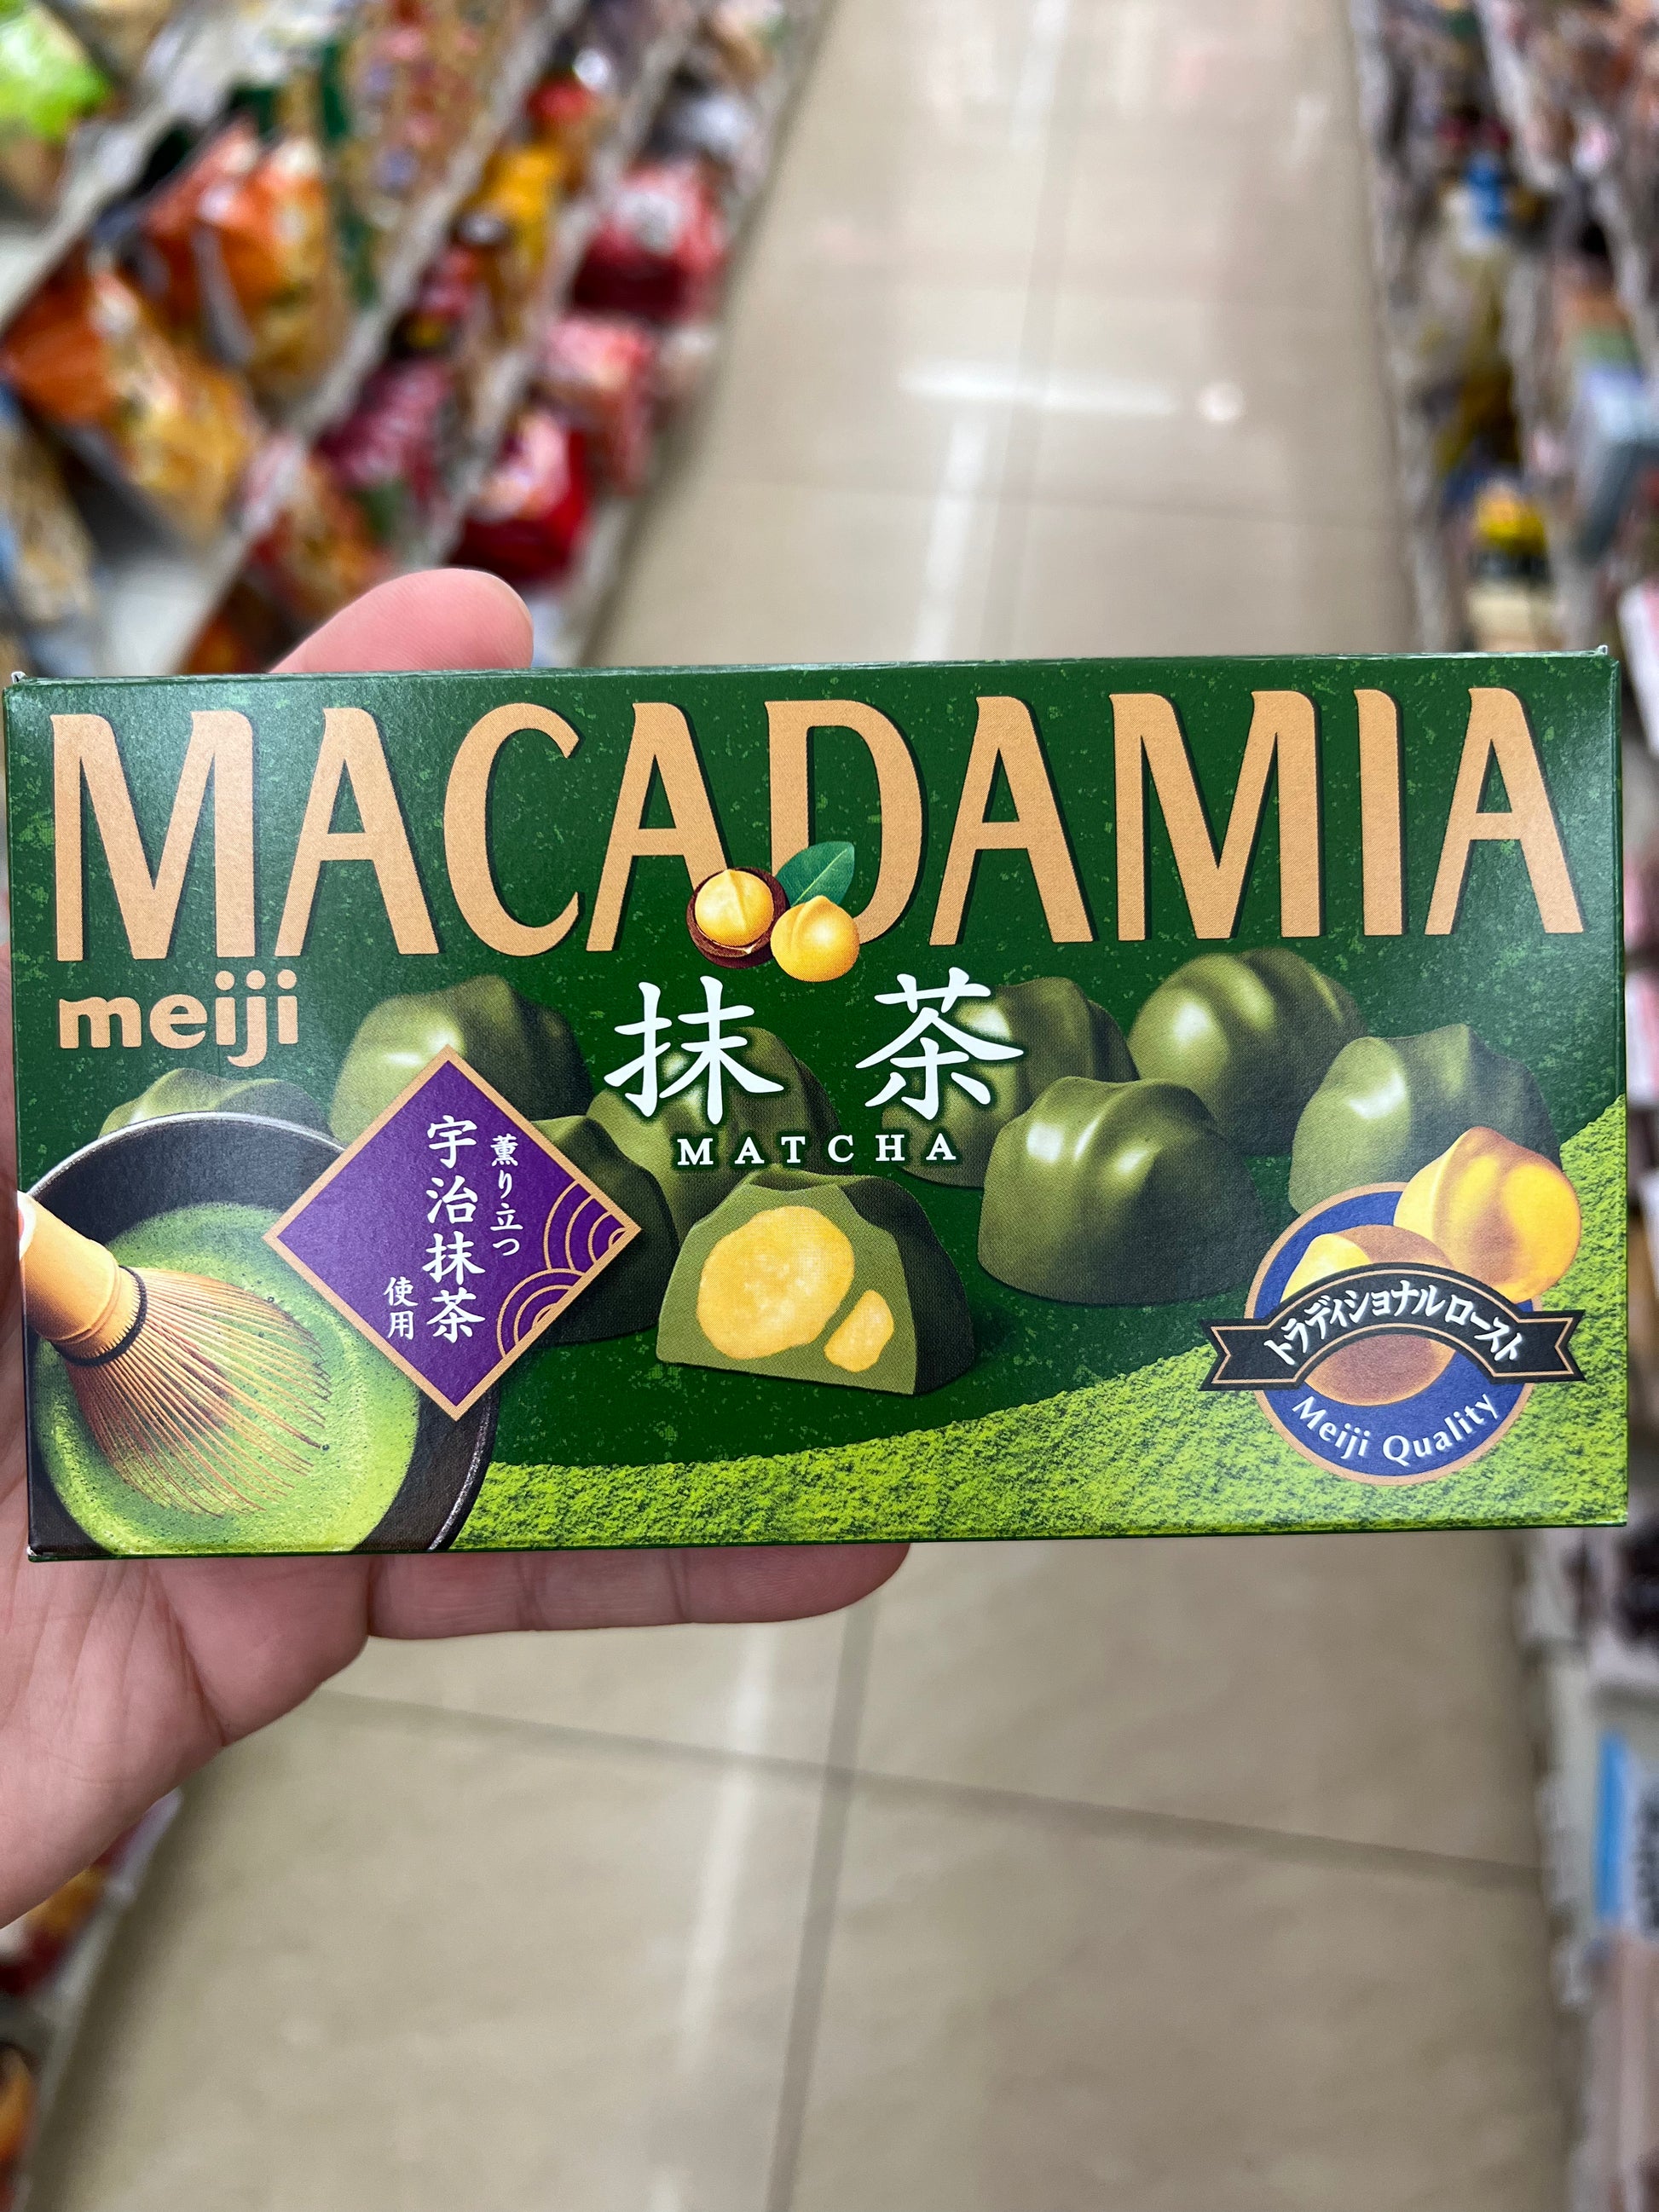 MACADAMIA
meiji
抹茶
MATCHA
薫り立つ
宇治抹茶
使用
トラディショナルロースト
Meiji Quality